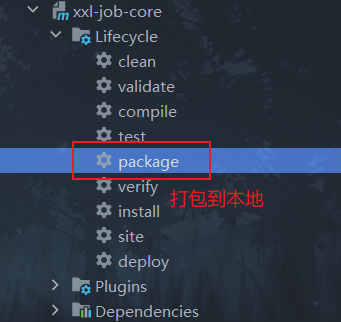 xxl-job-core
Lifecycle
clean
validate
compile
test
package
verify
打包到本地
install
site
deploy
Plugins
Dependencies